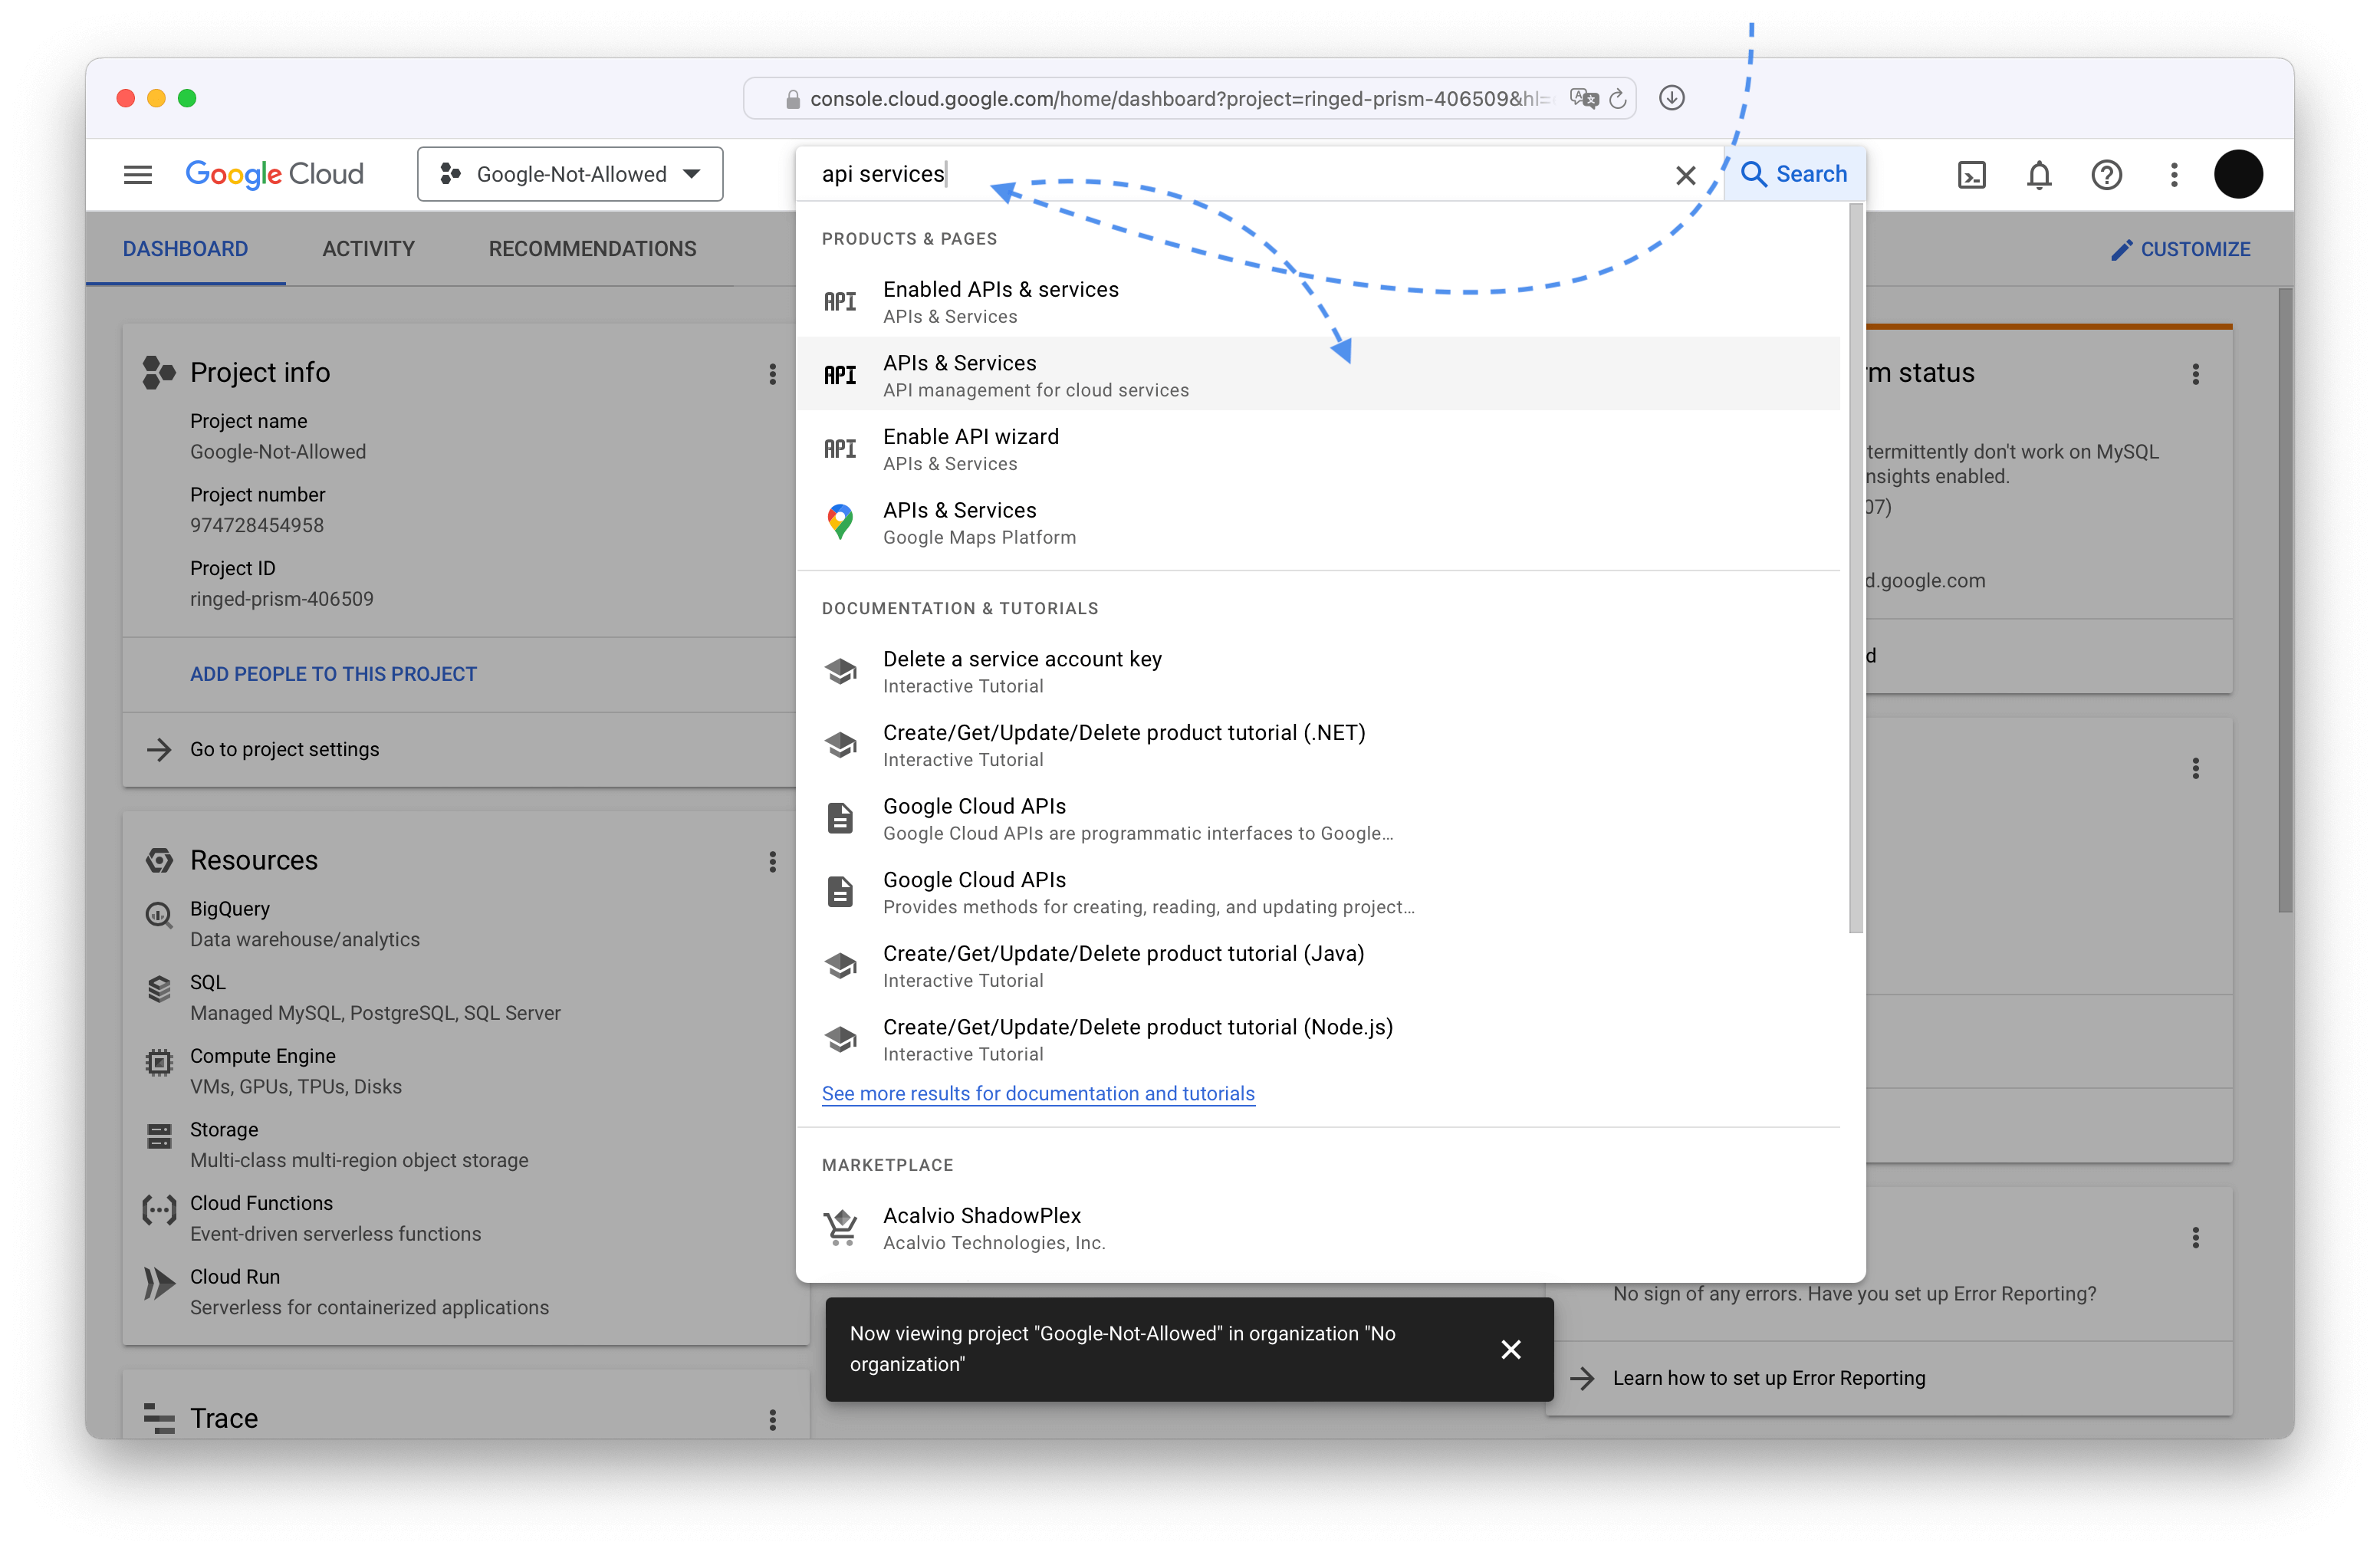 console.cloud.google.com/home/dashboard?project=ringed-prism-406509&hl=
Google Cloud
Google-Not-Allowed
api services
Search
DASHBOARD
ACTIVITY
RECOMMENDATIONS
CUSTOMIZE
Project info
Project name
Google-Not-Allowed
Project number
974728454958
Project ID
ringed-prism-406509
ADD PEOPLE TO THIS PROJECT
Go to project settings
Resources
BigQuery
Data warehouse/analytics
SQL
Managed MySQL, PostgreSQL, SQL Server
Compute Engine
VMs, GPUs, TPUs, Disks
Storage
Multi-class multi-region object storage
Cloud Functions
Event-driven serverless functions
Cloud Run
Serverless for containerized applications
Trace
PRODUCTS & PAGES
API
Enabled APIs & services
APIs & Services
API
APIs & Services
API management for cloud services
API
Enable API wizard
APIs & Services
APIs & Services
Google Maps Platform
DOCUMENTATION & TUTORIALS
Delete a service account key
Interactive Tutorial
Create/Get/Update/Delete product tutorial (.NET)
Interactive Tutorial
Google Cloud APIs
Google Cloud APIs are programmatic interfaces to Google…
Google Cloud APIs
Provides methods for creating, reading, and updating project…
Create/Get/Update/Delete product tutorial (Java)
Interactive Tutorial
Create/Get/Update/Delete product tutorial (Node.js)
Interactive Tutorial
See more results for documentation and tutorials
MARKETPLACE
Acalvio ShadowPlex
Acalvio Technologies, Inc.
Now viewing project "Google-Not-Allowed" in organization "No
organization"
rm status
termittently don't work on MySQL
nsights enabled.
07)
d.google.com
d
No sign of any errors. Have you set up Error Reporting?
Learn how to set up Error Reporting